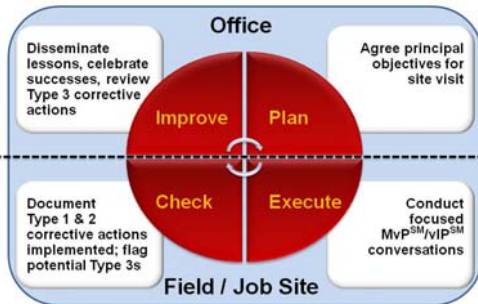 Office
Disseminate
lessons, celebrate
successes, review
Type 3 corrective
actions
Agree principal
objectives for
site visit
Improve
Plan
Check
Execute
Document
Type 1 & 2
corrective actions
implemented; flag
potential Type 3s
Conduct
focused
MvPSM/vIPSM
conversations
Field / Job Site